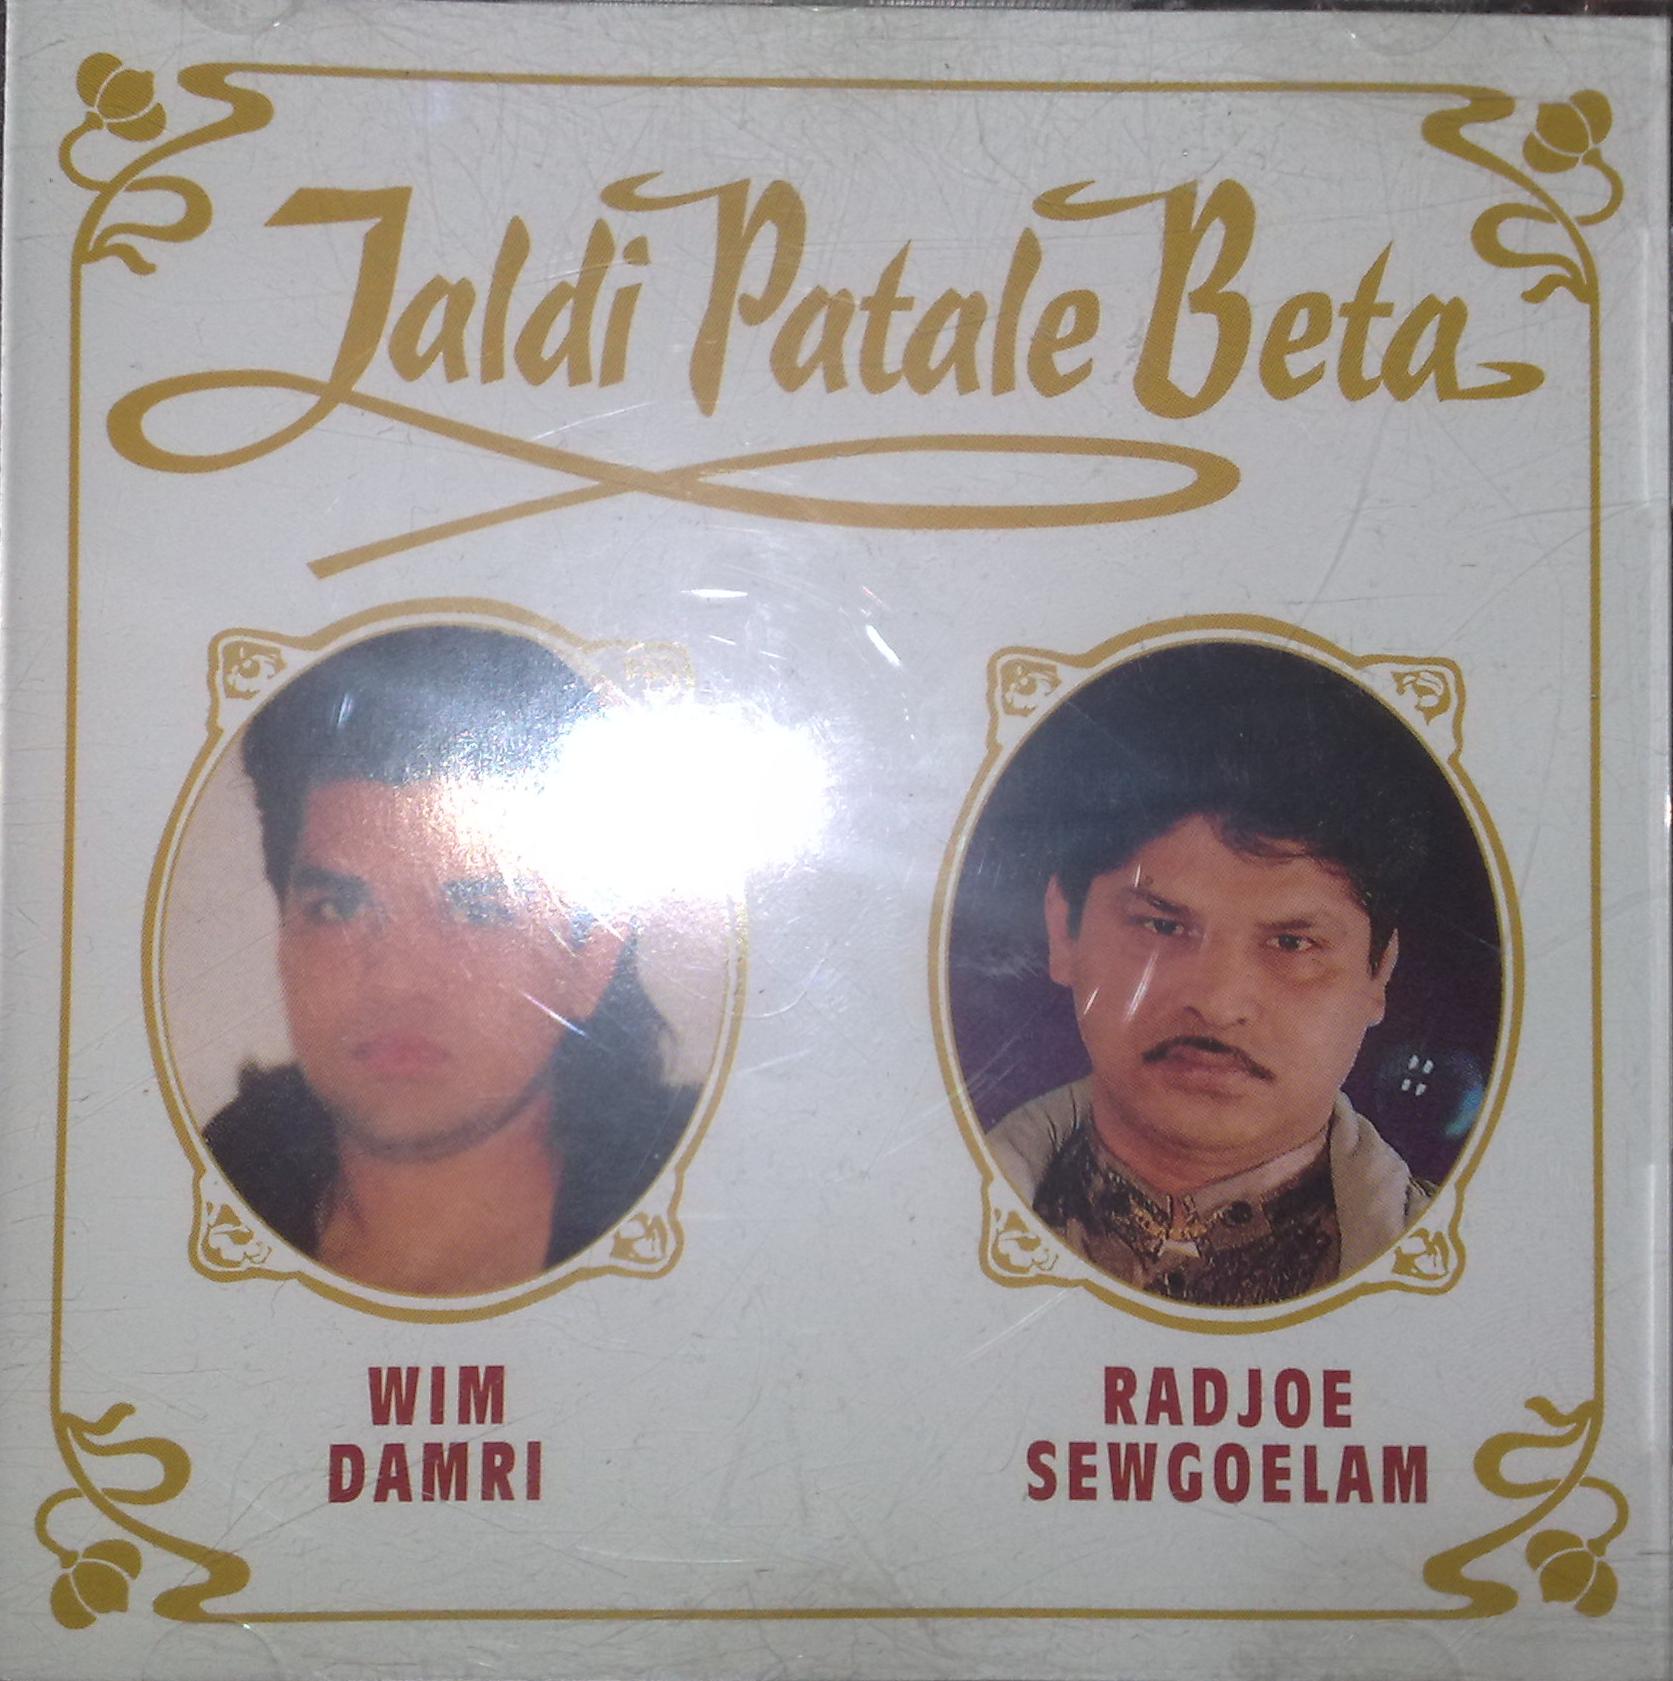 Jaldi Patale Beta
WIM
DAMRI
RADJOE
SEWGOELAM